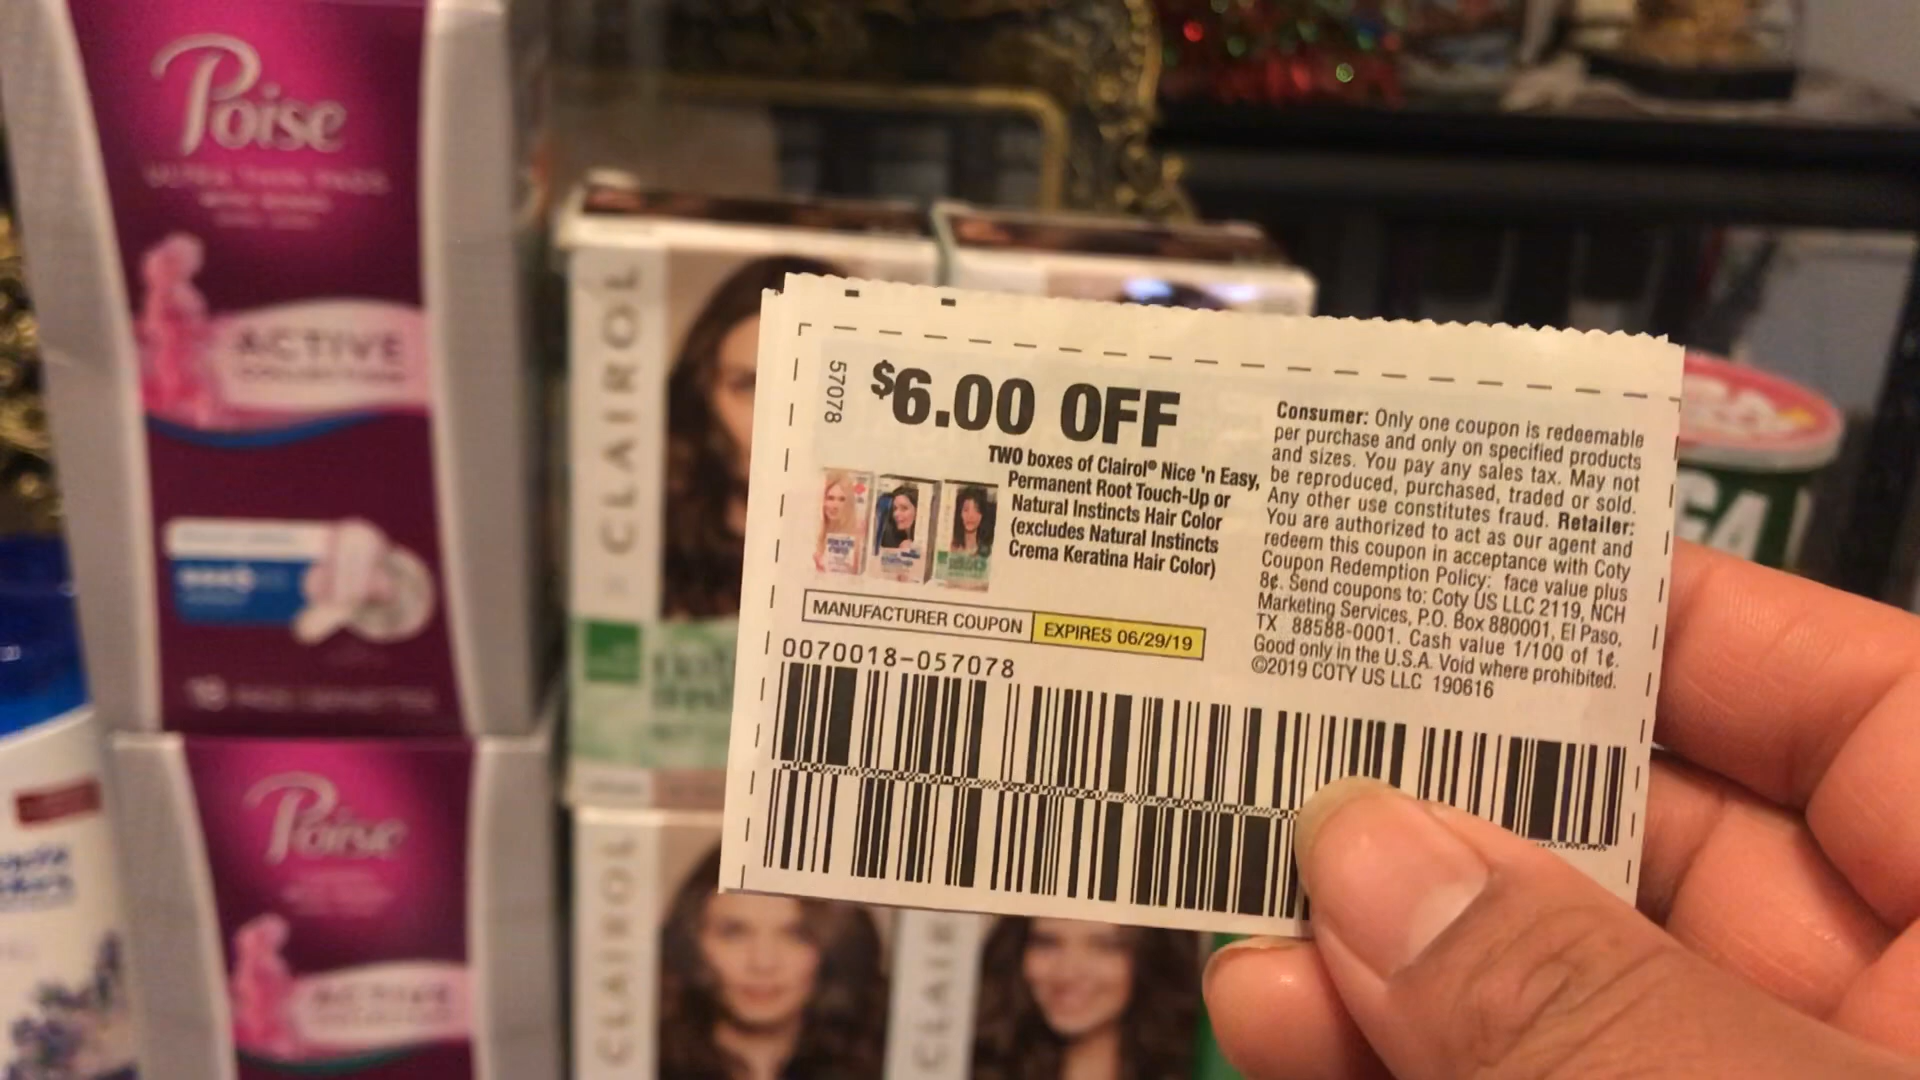 Poise
ULTRA THIN PADS
ACTIVE
COLLECTION
Poise
ACTIVE
CLAIROL
CLAIROL
CLAIR
57078
$6.00 OFF
TWO boxes of Clairol® Nice 'n Easy,
Permanent Root Touch-Up or
Natural Instincts Hair Color
(excludes Natural Instincts
Crema Keratina Hair Color)
MANUFACTURER COUPON
EXPIRES 06/29/19
0070018-057078
Consumer: Only one coupon is redeemable
per purchase and only on specified products
and sizes. You pay any sales tax. May not
be reproduced, purchased, traded or sold.
Any other use constitutes fraud. Retailer:
You are authorized to act as our agent and
redeem this coupon in acceptance with Coty
Coupon Redemption Policy: face value plus
8¢. Send coupons to: Coty US LLC 2119, NCH
Marketing Services, P.O. Box 880001, El Paso,
TX 88588-0001. Cash value 1/100 of 1¢.
Good only in the U.S.A. Void where prohibited.
©2019 COTY US LLC 190616